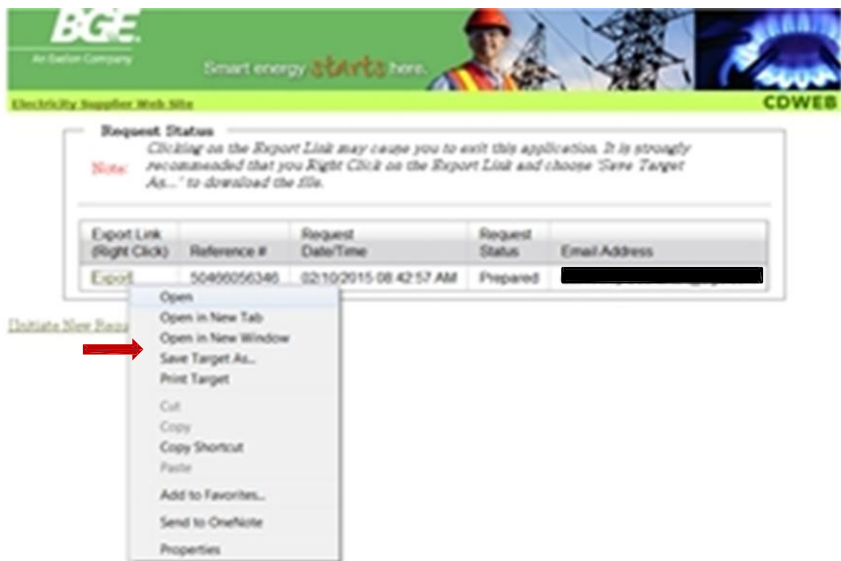 BGE.
An Exelon Company
Smart energy starts here.
Electricity Supplier Web Site
CDWEB
Request Status
Note: Clicking on the Export Link may cause you to exit this application. It is strongly
recommended that you Right Click on the Export Link and choose 'Save Target
As...' to download the file.
Export Link (Right Click) Reference # Request Date/Time Request Status Email Address
Export 50466056346 02/10/2015 08:42:57 AM Prepared
Initiate New
Open
Open in New Tab
Open in New Window
Save Target As...
Print Target
Cut
Copy
Copy Shortcut
Paste
Add to Favorites...
Send to OneNote
Properties